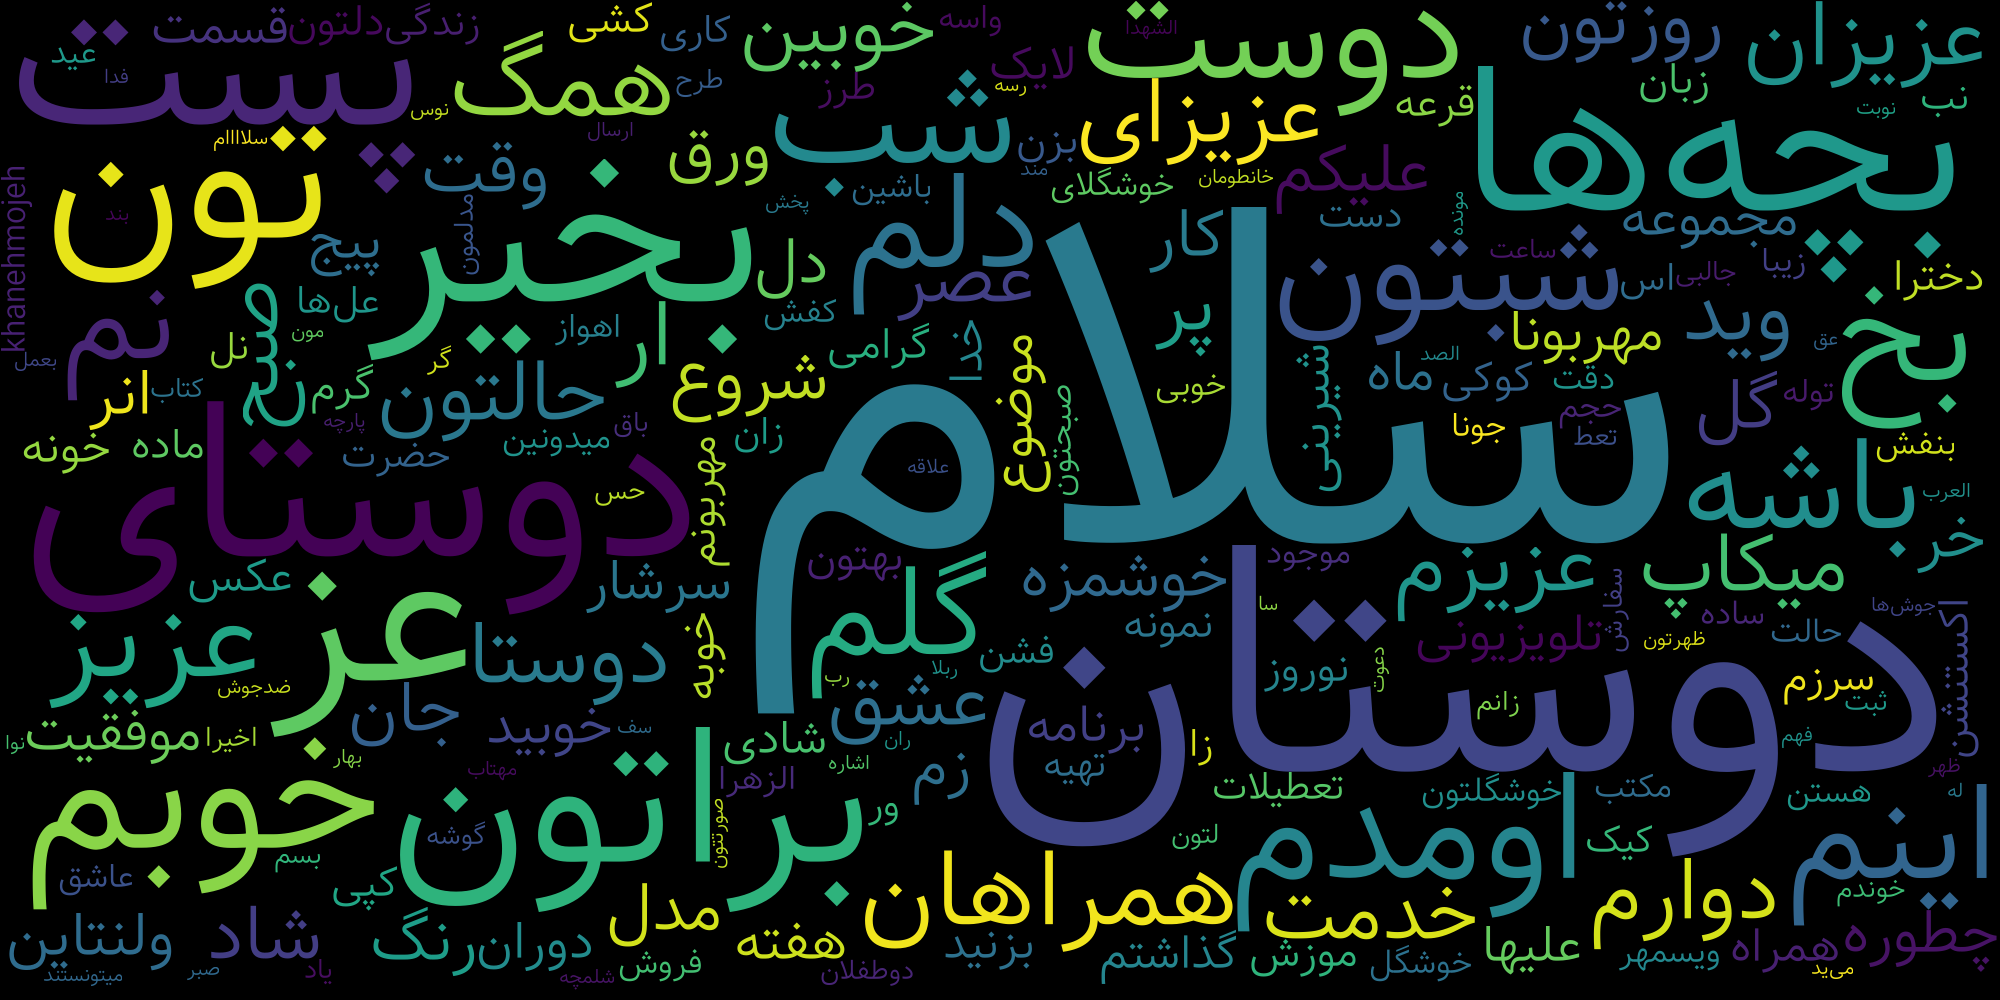 سلام
دوستان
دوستای
بچه‌ها
بخیر
براتون
تون
پست
دوست
عز
خوبم
شب
شبتون
دلم
اومدم
اینم
باشه
بخ
همگ
همراهان
عزیزای
عزیزان
خوبین
روزتون
گلم
عزیزم
عزیز
دوستا
میکاپ
خوشمزه
حالتون
صبح
نم
ار
دل
عصر
پر
کار
علیکم
وقت
ورق
پیج
شروع
موضوع
گرامی
خدا
مهربونا
وید
گل
مجموعه
دخترا
زیبا
اس
جالبی
ساعت
دست
خوشگلای
خانطومان
بزن
مند
باشین
پخش
کفش
اهواز
طرز
طرح
کاری
کشی
واسه
لایک
رسه
الشهدا
قرعه
زبان
نب
نوبت
مونده
قسمت
دلتون
زندگی
عید
فدا
نوس
ارسال
سلاااام
مدلمون
بند
khanehmojeh
عل‌ها
مون
نل
گر
گرم
بعمل
انر
کتاب
پارچه
خونه
ماده
حضرت
میدونین
باق
زان
حس
مهربونم
صبحتون
علاقه
شیرینی
ماه
کوکی
خوبی
الصد
دقت
حجم
تعط
توله
جونا
عق
بنفش
العرب
خر
موجود
نمونه
سا
سفارش
تلویزیونی
ساده
جوش‌ها
حالت
ظهرتون
اکستنشن
سرزم
ثبت
زانم
فهم
ظهر
له
هستن
مکتب
خوشگلتون
تعطیلات
نوروز
دعوت
زا
برنامه
تهیه
فشن
ربلا
عشق
ران
زم
رب
بهتون
سرشار
خوبه
عکس
ضدجوش
جان
خوبید
سف
شادی
الزهرا
اشاره
مهتاب
بهار
اخیرا
موفقیت
نوا
ور
گوشه
صورتتون
بسم
عاشق
کپی
شاد
ولنتاین
میتونستند
صبر
یاد
رنگ
دوران
شلمچه
مدل
فروش
هفته
دوطفلان
بزنید
گذاشتم
لتون
خدمت
موزش
خوشگل
علیها
کیک
دوارم
ویسمهر
همراه
چطوره
خوندم
می‌ید